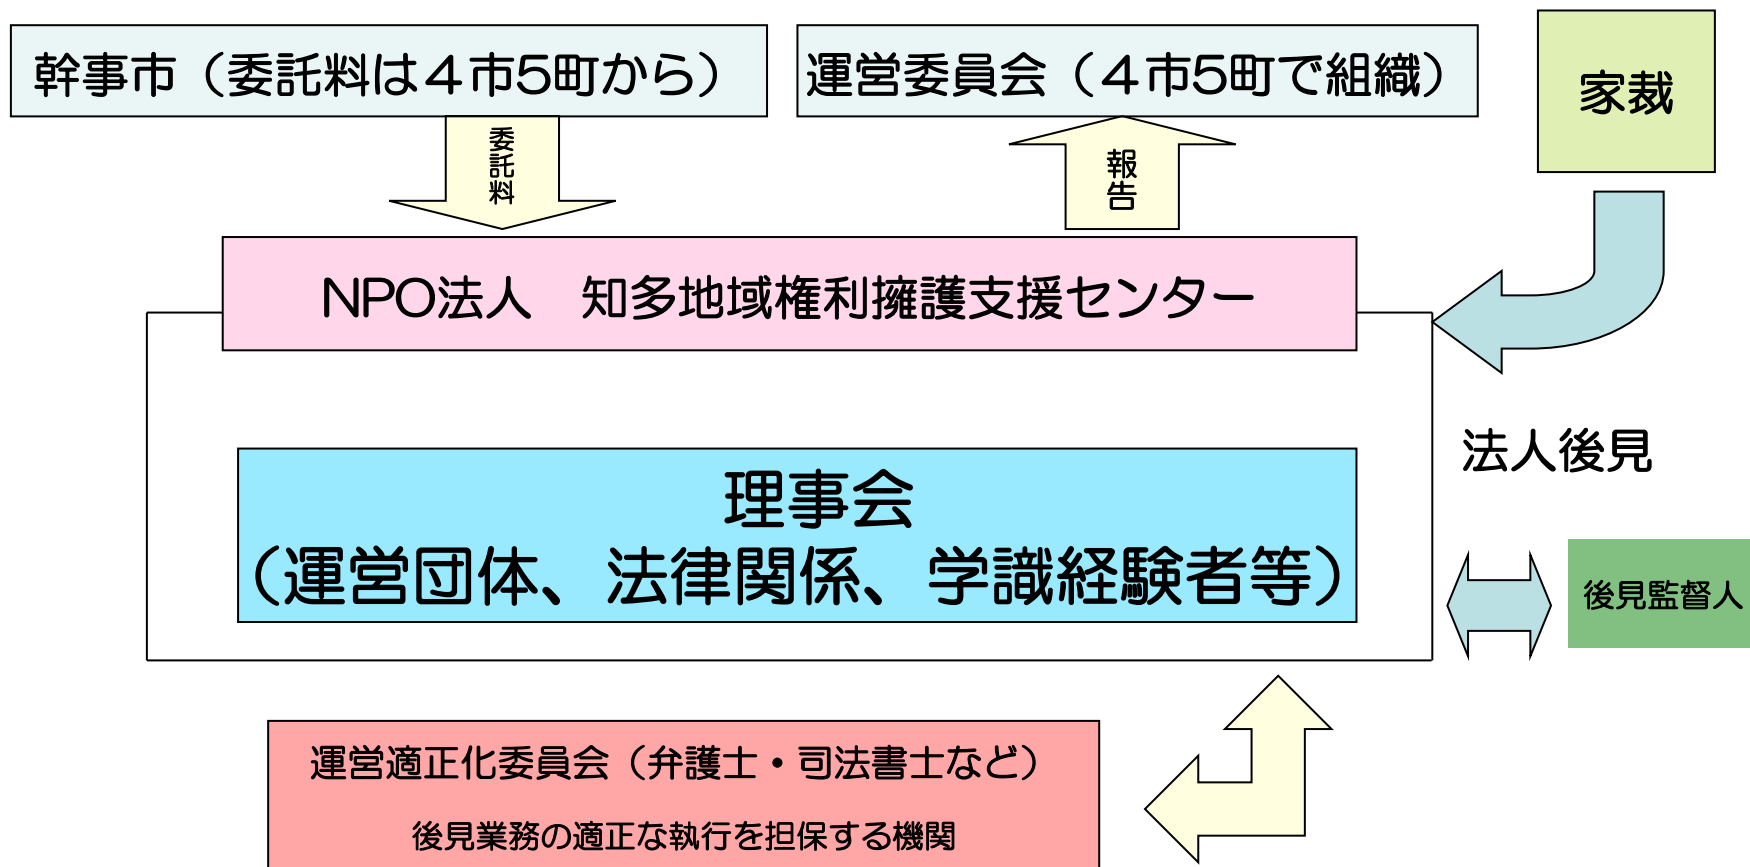 幹事市（委託料は４市5町から）
運営委員会（４市5町で組織）
家裁
委託料
報告
NPO法人　知多地域権利擁護支援センター
法人後見
理事会
（運営団体、法律関係、学識経験者等）
後見監督人
運営適正化委員会（弁護士・司法書士など）
後見業務の適正な執行を担保する機関